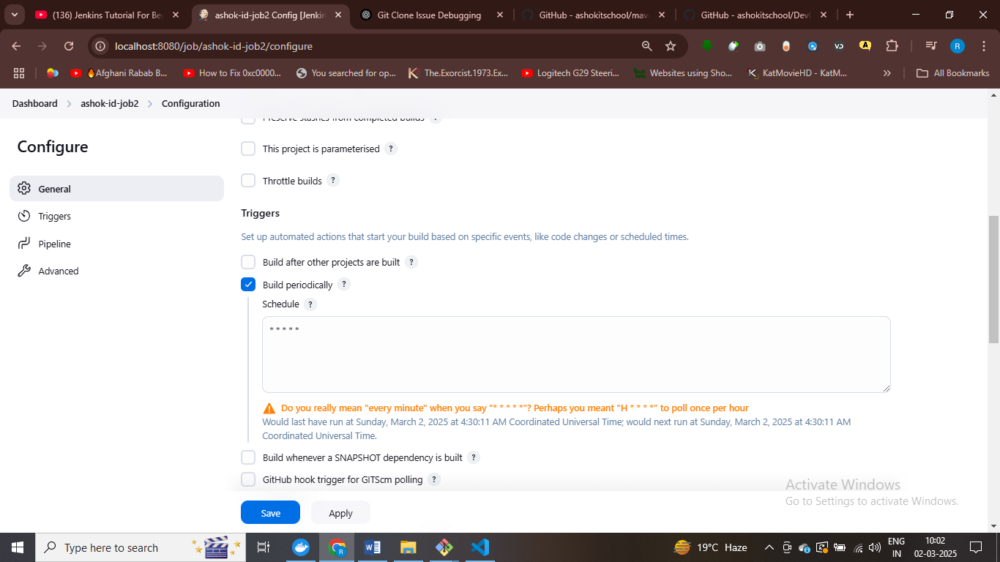 (136) Jenkins Tutorial For Be
ashok-id-job2 Config [Jenkin
Git Clone Issue Debugging
GitHub - ashokitschool/mav
GitHub - ashokitschool/DevO
localhost:8080/job/ashok-id-job2/configure
R
Afghani Rabab B...
How to Fix 0xc0000...
You searched for op...
The.Exorcist.1973.Ex...
Logitech G29 Steeri...
Websites using Sho...
KatMovieHD - KatM...
All Bookmarks
Dashboard
ashok-id-job2
Configuration
Configure
General
Triggers
Pipeline
Advanced
Preserve stashes from completed builds ?
This project is parameterised ?
Throttle builds ?
Triggers
Set up automated actions that start your build based on specific events, like code changes or scheduled times.
Build after other projects are built ?
Build periodically ?
Schedule ?
* * * * *
Do you really mean "every minute" when you say "* * * * *"? Perhaps you meant "H * * * *" to poll once per hour
Would last have run at Sunday, March 2, 2025 at 4:30:11 AM Coordinated Universal Time; would next run at Sunday, March 2, 2025 at 4:30:11 AM
Coordinated Universal Time.
Build whenever a SNAPSHOT dependency is built ?
GitHub hook trigger for GITScm polling ?
Save
Apply
Activate Windows
Go to Settings to activate Windows.
Type here to search
19°C Haze
ENG
IN
10:02
02-03-2025